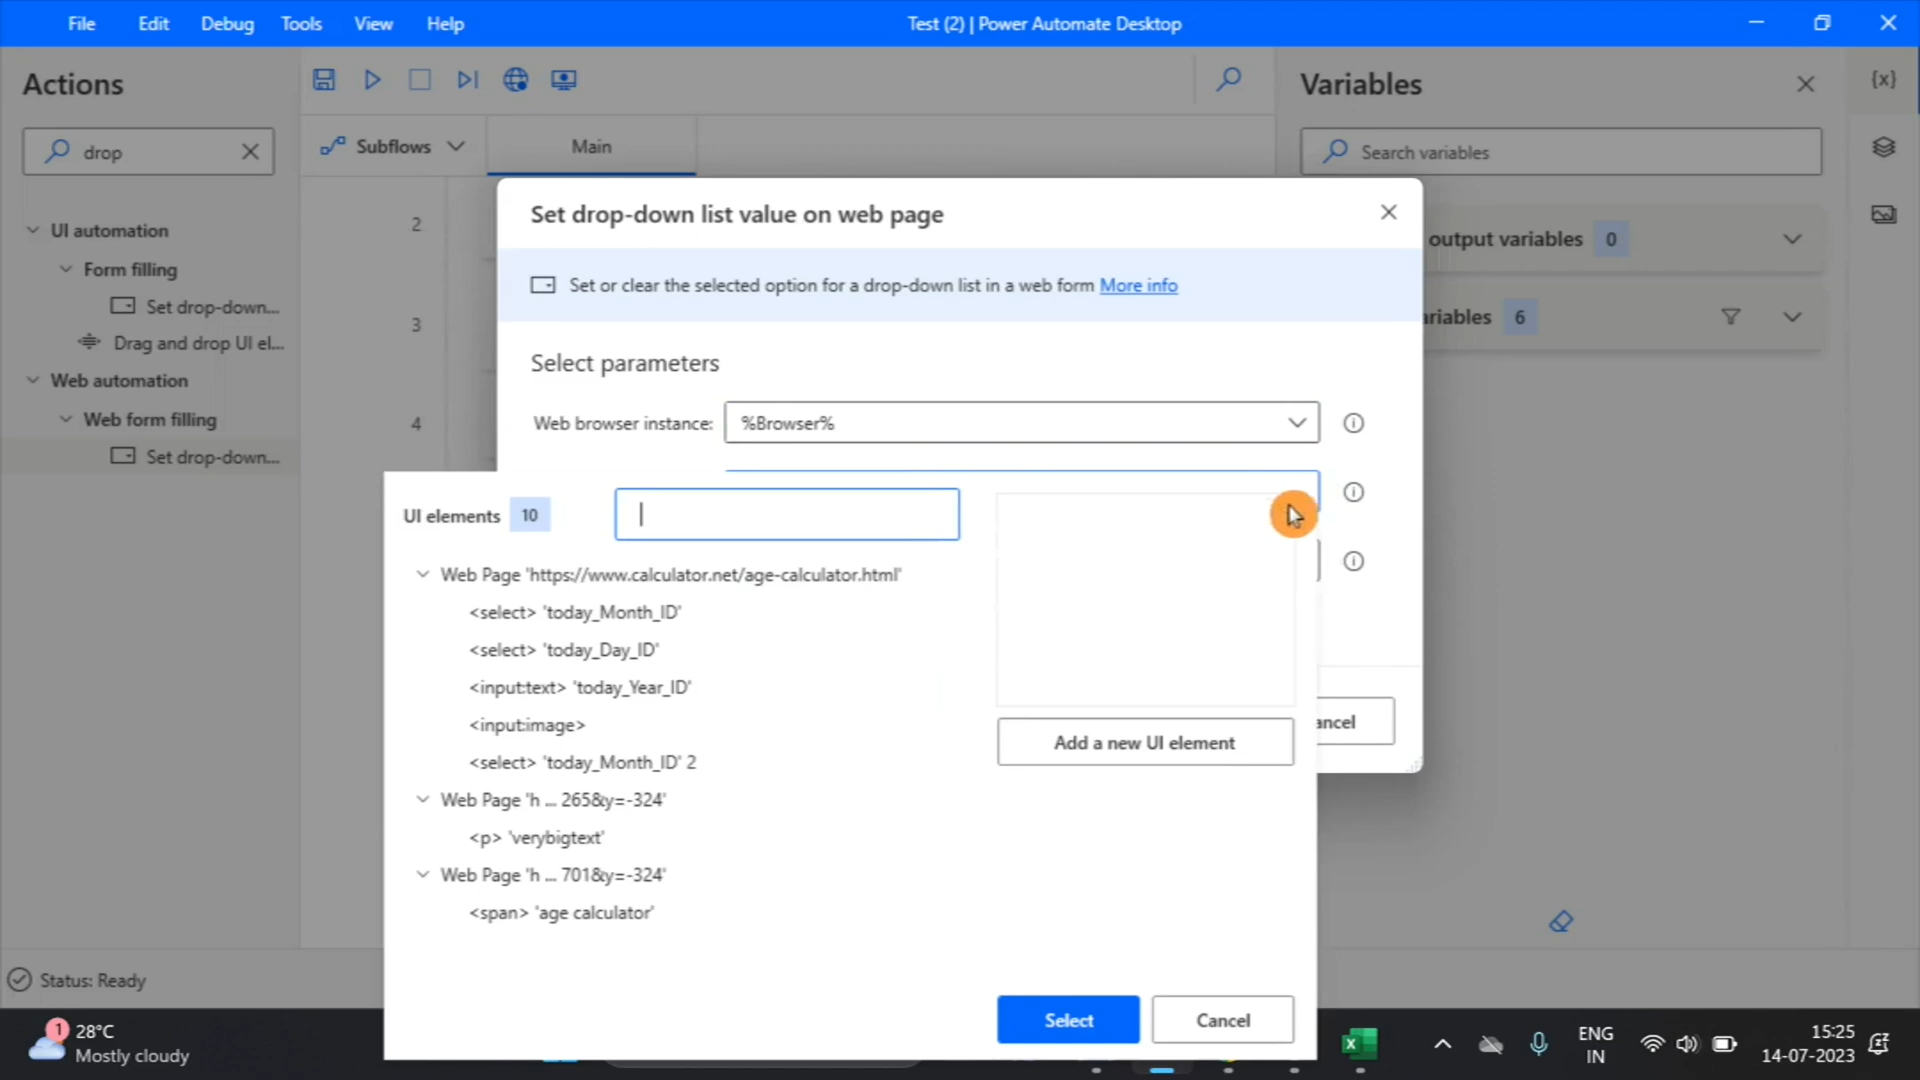 File Edit Debug Tools View Help
Test (2) | Power Automate Desktop
Actions
drop
UI automation
Form filling
Set drop-down...
Drag and drop UI el...
Web automation
Web form filling
Set drop-down...
Subflows
Main
2
3
4
Variables {x}
Search variables
output variables 0
riables 6
Set drop-down list value on web page
Set or clear the selected option for a drop-down list in a web form More info
Select parameters
Web browser instance: %Browser%
UI elements 10
Web Page 'https://www.calculator.net/age-calculator.html'
<select> 'today_Month_ID'
<select> 'today_Day_ID'
<input:text> 'today_Year_ID'
<input:image>
<select> 'today_Month_ID' 2
Web Page 'h ... 265&y=-324'
<p> 'verybigtext'
Web Page 'h ... 701&y=-324'
<span> 'age calculator'
Add a new UI element
ancel
Select Cancel
Status: Ready
1 28°C
Mostly cloudy
ENG
IN
15:25
14-07-2023